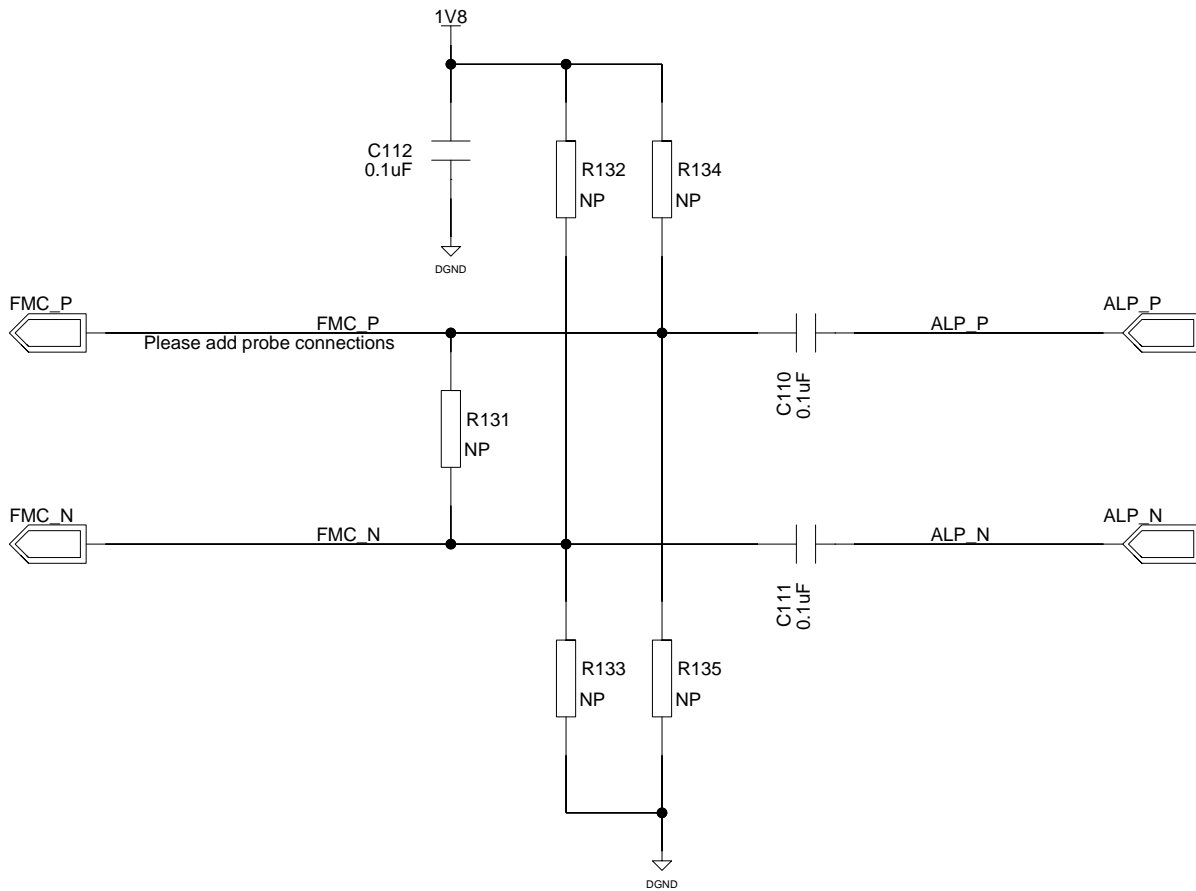 1V8
C112
0.1uF
R132
NP
R134
NP
DGND
FMC_P
FMC_P
Please add probe connections
ALP_P
ALP_P
C110
0.1uF
R131
NP
FMC_N
FMC_N
ALP_N
ALP_N
C111
0.1uF
R133
NP
R135
NP
DGND